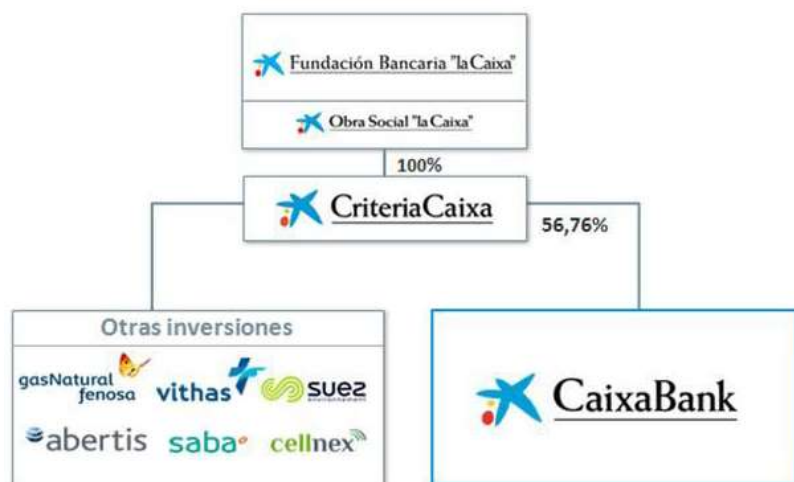 Fundación Bancaria "la Caixa"
Obra Social "la Caixa"
100%
CriteriaCaixa
56,76%
Otras inversiones
gasNatural
fenosa
vithas
suez
environnement
abertis
saba
cellnex
CaixaBank